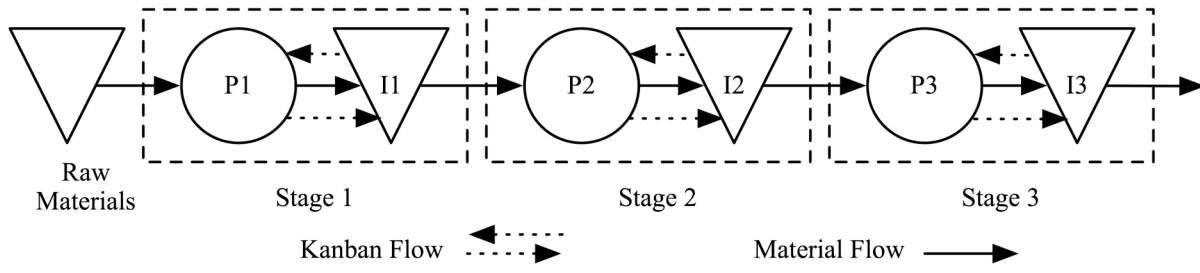 P1
I1
P2
I2
P3
I3
Raw
Materials
Stage 1
Stage 2
Stage 3
Kanban Flow
Material Flow